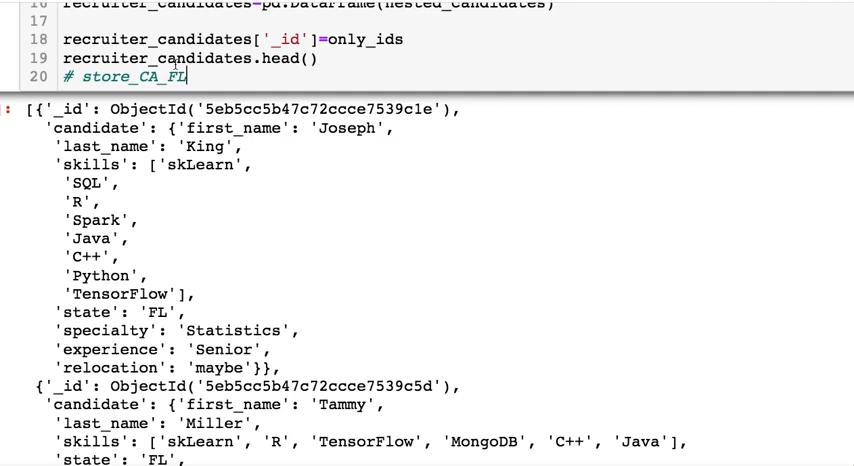 16 recruiter_candidates=pd.DataFrame(nested_candidates)
17
18 recruiter_candidates['_id']=only_ids
19 recruiter_candidates.head()
20 # store_CA_FL
]: [{'_id': ObjectId('5eb5cc5b47c72ccce7539c1e'),
'candidate': {'first_name': 'Joseph',
'last_name': 'King',
'skills': ['skLearn',
'SQL',
'R',
'Spark',
'Java',
'C++',
'Python',
'TensorFlow'],
'state': 'FL',
'specialty': 'Statistics',
'experience': 'Senior',
'relocation': 'maybe'}},
{'_id': ObjectId('5eb5cc5b47c72ccce7539c5d'),
'candidate': {'first_name': 'Tammy',
'last_name': 'Miller',
'skills': ['skLearn', 'R', 'TensorFlow', 'MongoDB', 'C++', 'Java'],
'state': 'FL',